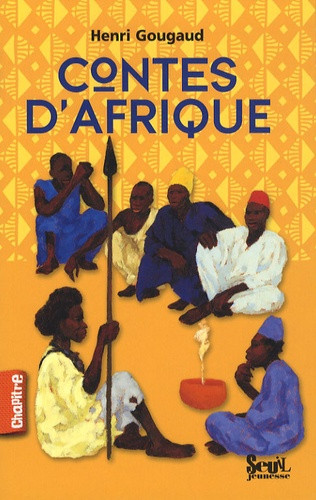 Henri Gougaud
CONTES
D'AFRIQUE
Chapitre
Seuil
jeunesse